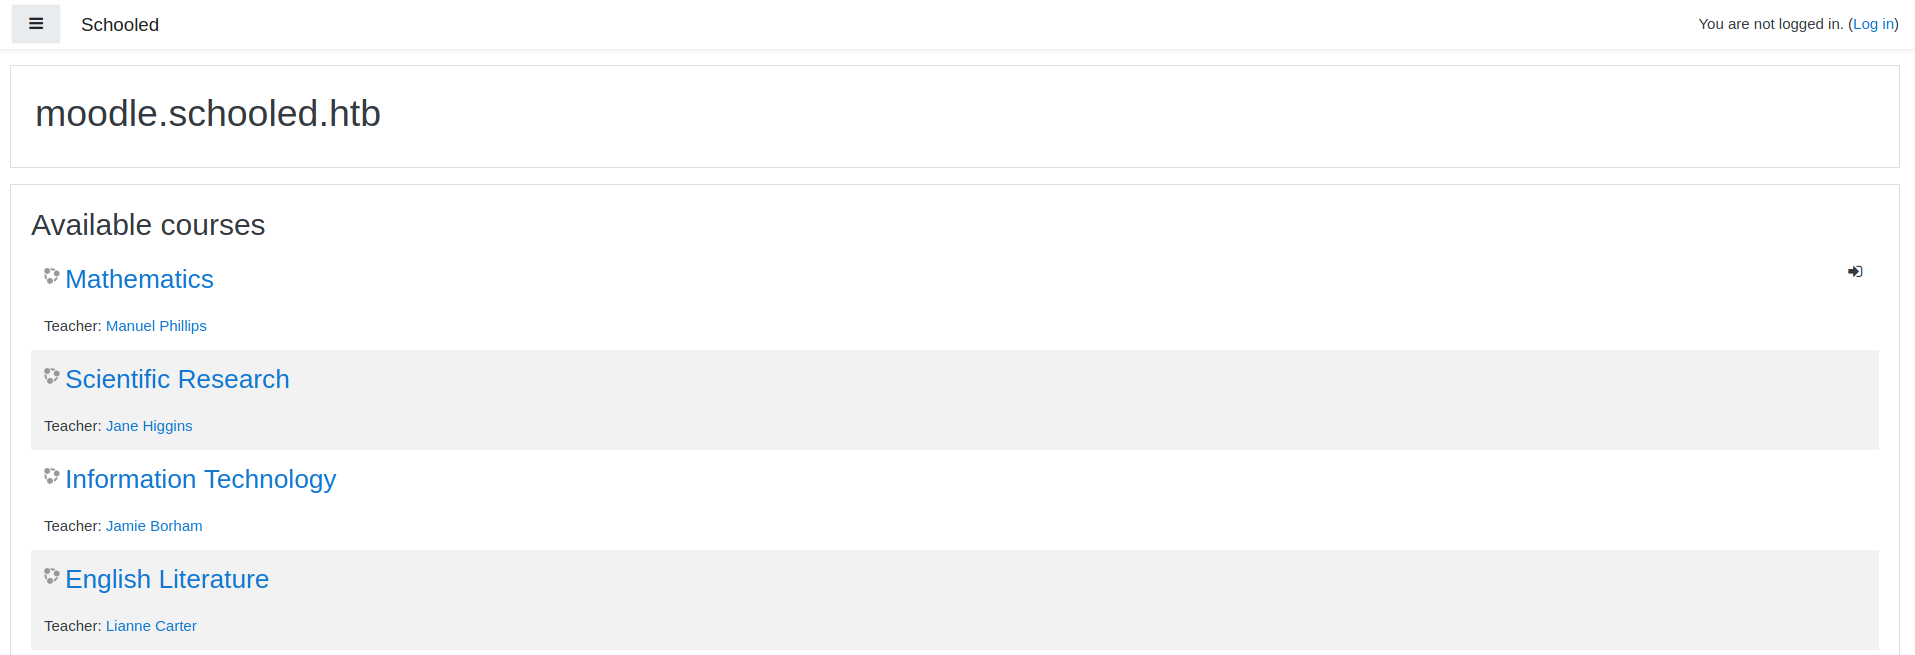 Schooled
You are not logged in. (Log in)
moodle.schooled.htb
Available courses
Mathematics
Teacher: Manuel Phillips
Scientific Research
Teacher: Jane Higgins
Information Technology
Teacher: Jamie Borham
English Literature
Teacher: Lianne Carter